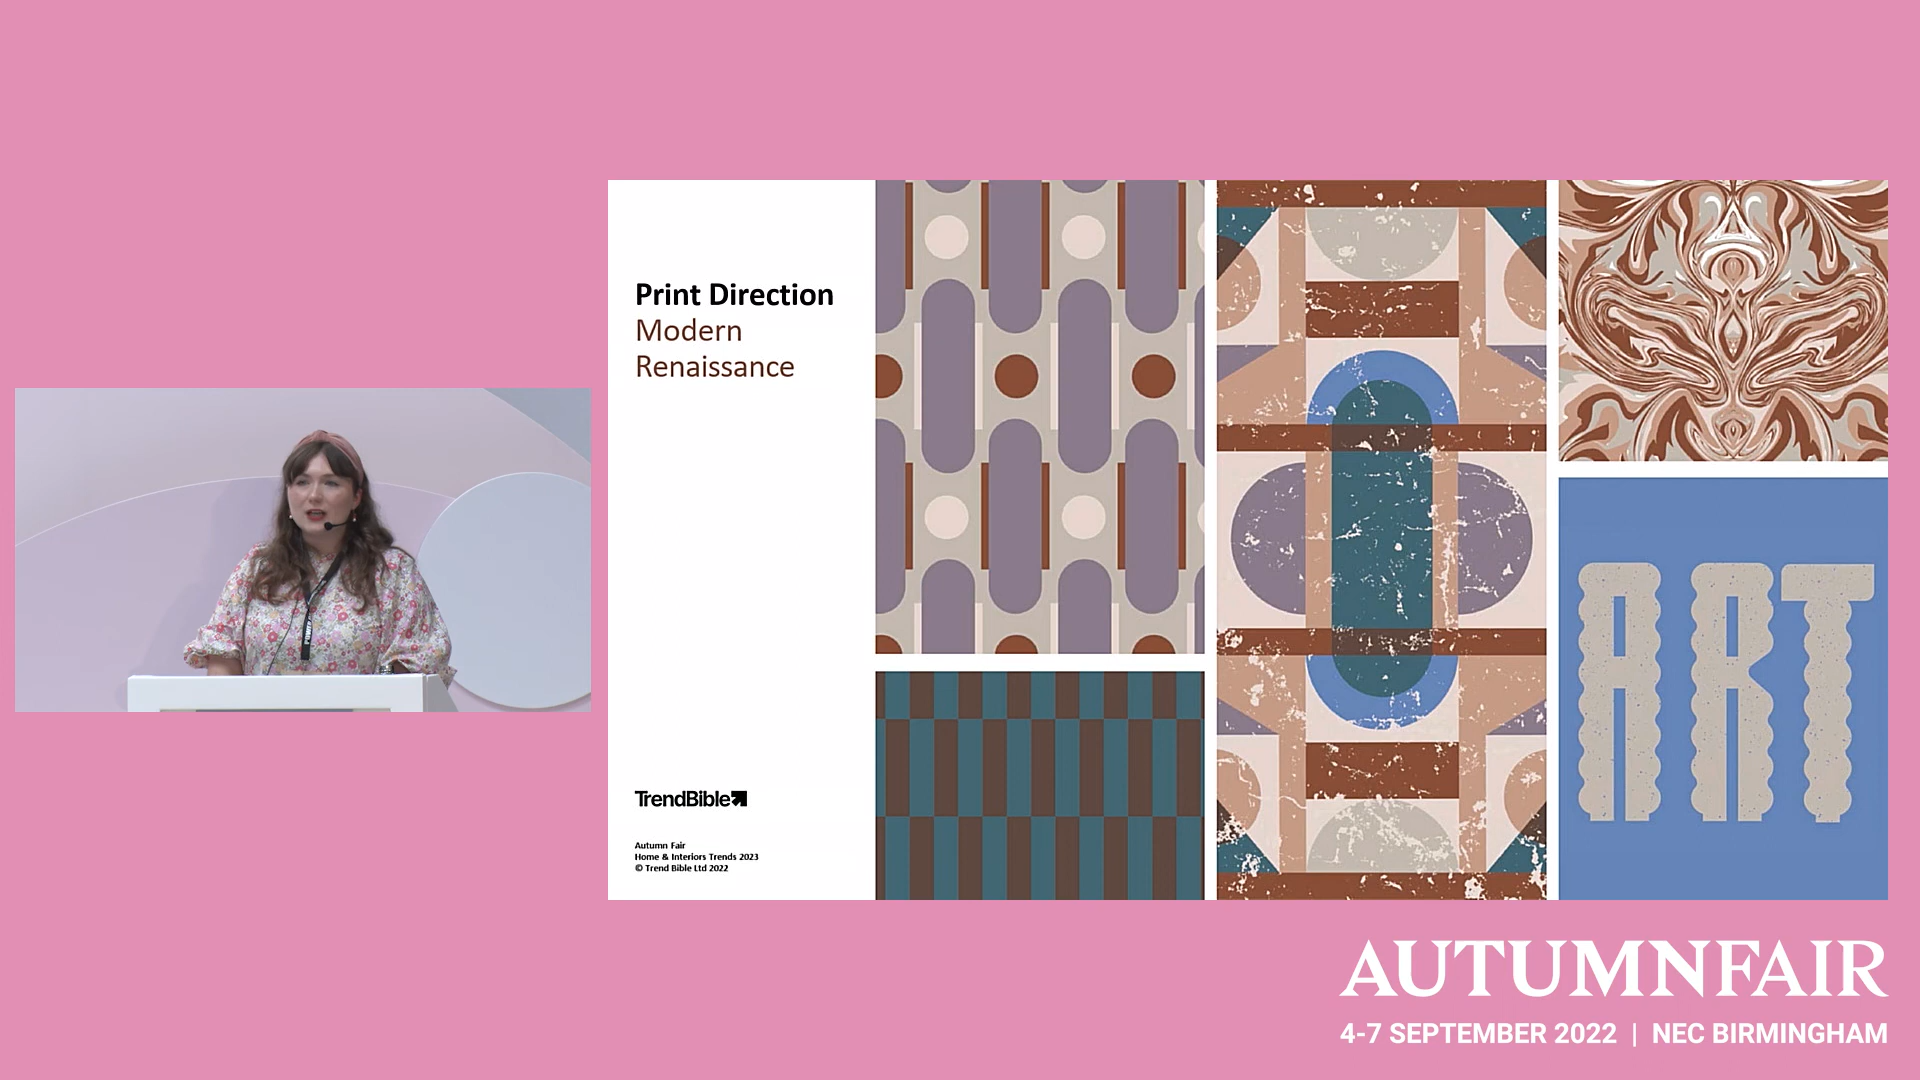 Print Direction
Modern
Renaissance
TrendBible
Autumn Fair
Home & Interiors Trends 2023
© Trend Bible Ltd 2022
ART
AUTUMNFAIR
4-7 SEPTEMBER 2022 | NEC BIRMINGHAM